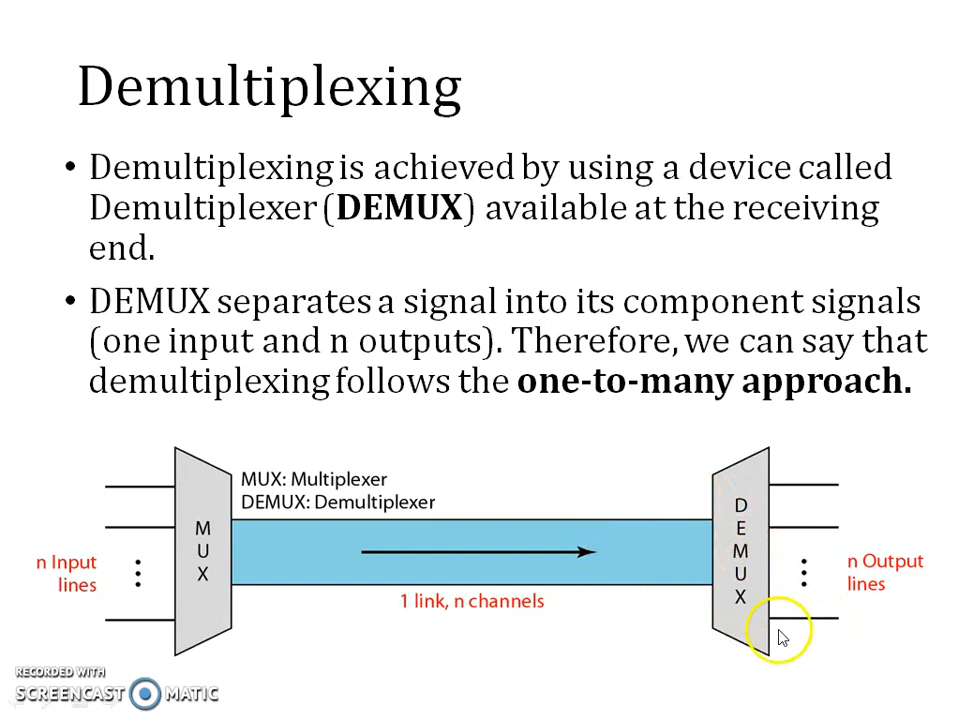 Demultiplexing
• Demultiplexing is achieved by using a device called
Demultiplexer (DEMUX) available at the receiving
end.
• DEMUX separates a signal into its component signals
(one input and n outputs). Therefore, we can say that
demultiplexing follows the one-to-many approach.
MUX: Multiplexer
DEMUX: Demultiplexer
MUX
DEMUX
n Input
lines
1 link, n channels
n Output
lines
RECORDED WITH
SCREENCAST MATIC